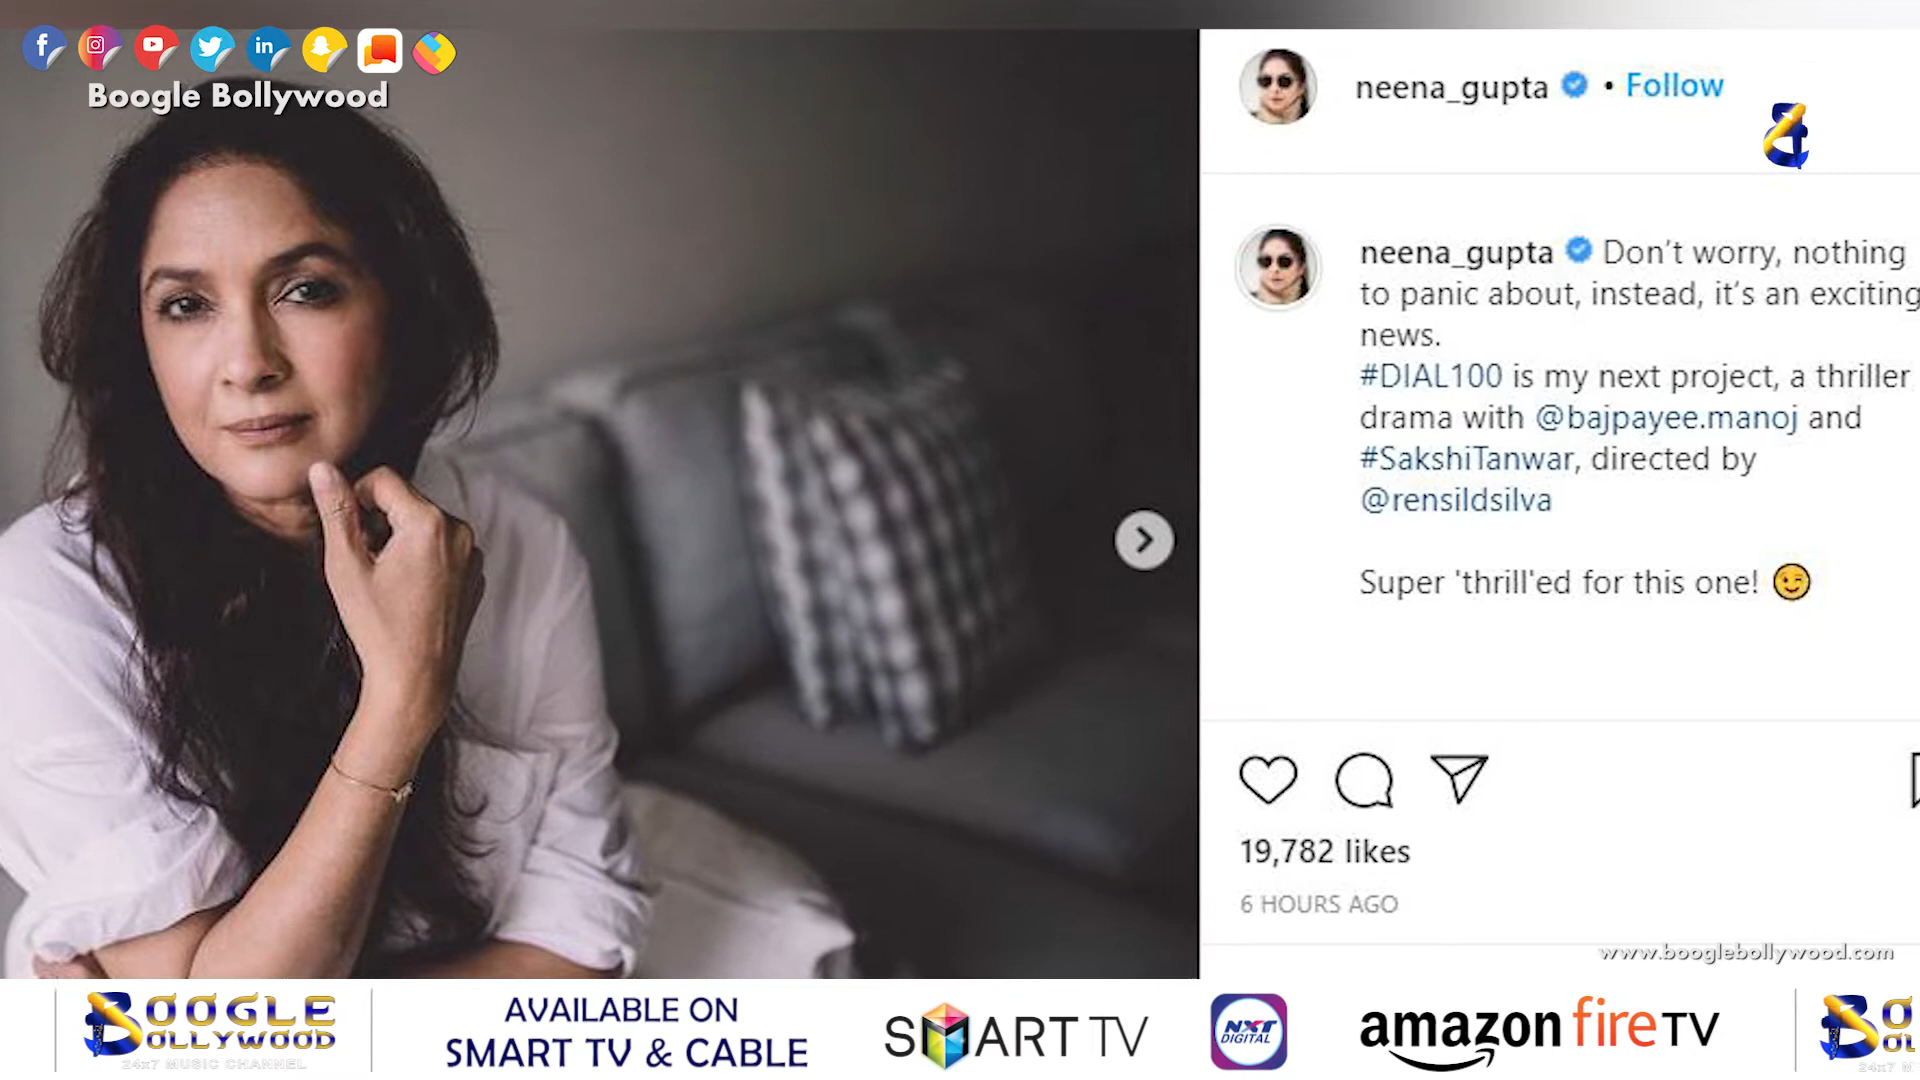 Boogle Bollywood
neena_gupta • Follow
neena_gupta Don't worry, nothing
to panic about, instead, it's an exciting
news.
#DIAL100 is my next project, a thriller
drama with @bajpayee.manoj and
#SakshiTanwar, directed by
@rensildsilva
Super 'thrill'ed for this one! 😉
19,782 likes
6 HOURS AGO
www.booglebollywood.com
BOOGLE
BOLLYWOOD
24x7 MUSIC CHANNEL
AVAILABLE ON
SMART TV & CABLE
SMART TV
NXT
DIGITAL
amazon fireTV